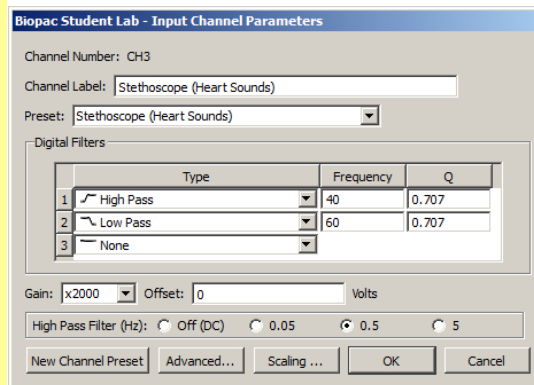 Biopac Student Lab - Input Channel Parameters
Channel Number: CH3
Channel Label: Stethoscope (Heart Sounds)
Preset: Stethoscope (Heart Sounds)
Digital Filters
Type Frequency Q
1 High Pass 40 0.707
2 Low Pass 60 0.707
3 None
Gain: x2000 Offset: 0 Volts
High Pass Filter (Hz): Off (DC) 0.05 0.5 5
New Channel Preset Advanced... Scaling ... OK Cancel